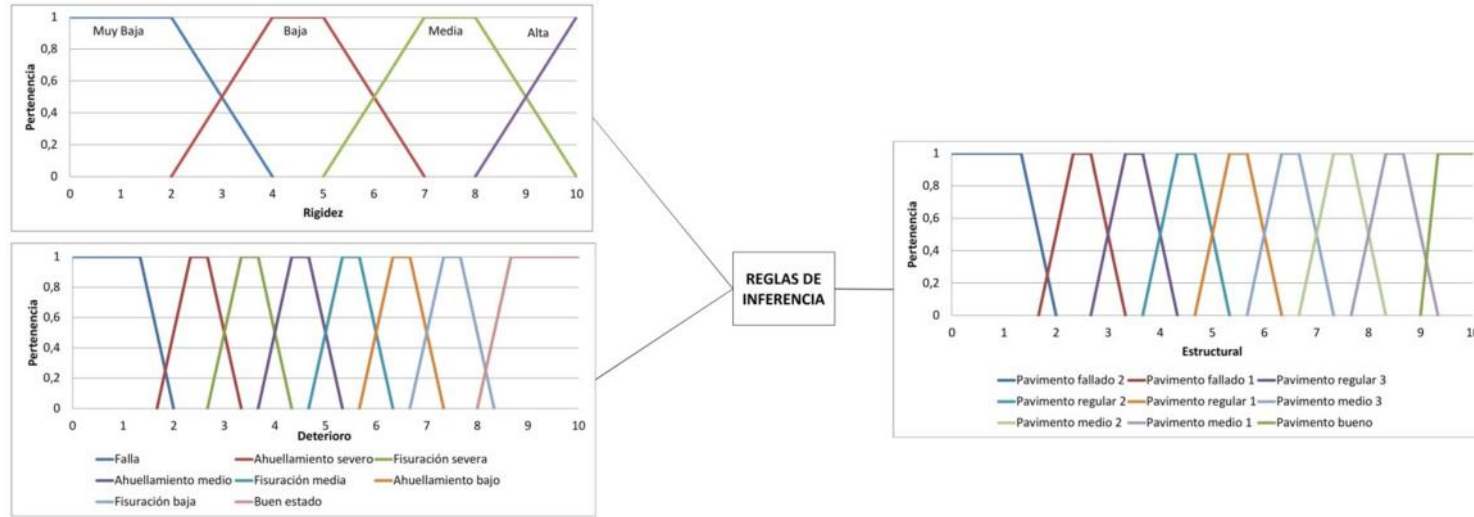 1
0,8
0,6
0,4
0,2
0
Pertenencia
Muy Baja
Baja
Media
Alta
0 1 2 3 4 5 6 7 8 9 10
Rigidez
1
0,8
0,6
0,4
0,2
0
Pertenencia
0 1 2 3 4 5 6 7 8 9 10
Deterioro
Falla Ahuellamiento severo Fisuración severa
Ahuellamiento medio Fisuración media Ahuellamiento bajo
Fisuración baja Buen estado
REGLAS DE
INFERENCIA
1
0,8
0,6
0,4
0,2
0
Pertenencia
0 1 2 3 4 5 6 7 8 9 10
Estructural
Pavimento fallado 2 Pavimento fallado 1 Pavimento regular 3
Pavimento regular 2 Pavimento regular 1 Pavimento medio 3
Pavimento medio 2 Pavimento medio 1 Pavimento bueno